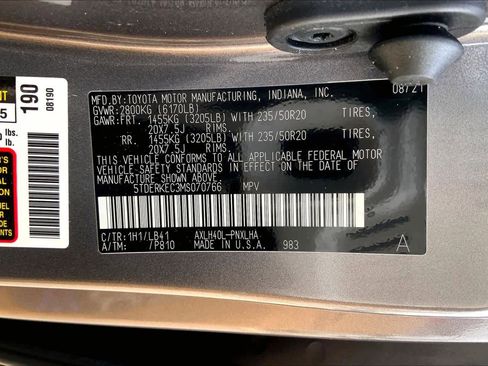 08/21
MFD.BY:TOYOTA MOTOR MANUFACTURING, INDIANA, INC.
GVWR:2800KG (6170LB)
GAWR:FRT. 1455KG (3205LB) WITH 235/50R20 TIRES,
20X7.5J RIMS,
RR. 1455KG (3205LB) WITH 235/50R20 TIRES,
20X7.5J RIMS.
THIS VEHICLE CONFORMS TO ALL APPLICABLE FEDERAL MOTOR
VEHICLE SAFETY STANDARDS IN EFFECT ON THE DATE OF
MANUFACTURE SHOWN ABOVE.
5TDERKEC3MS070766 MPV
C/TR:1H1/LB41 AXLH40L-PNXLHA
A/TM: /P810 MADE IN U.S.A. 983
A
5
lbs.
190
08190